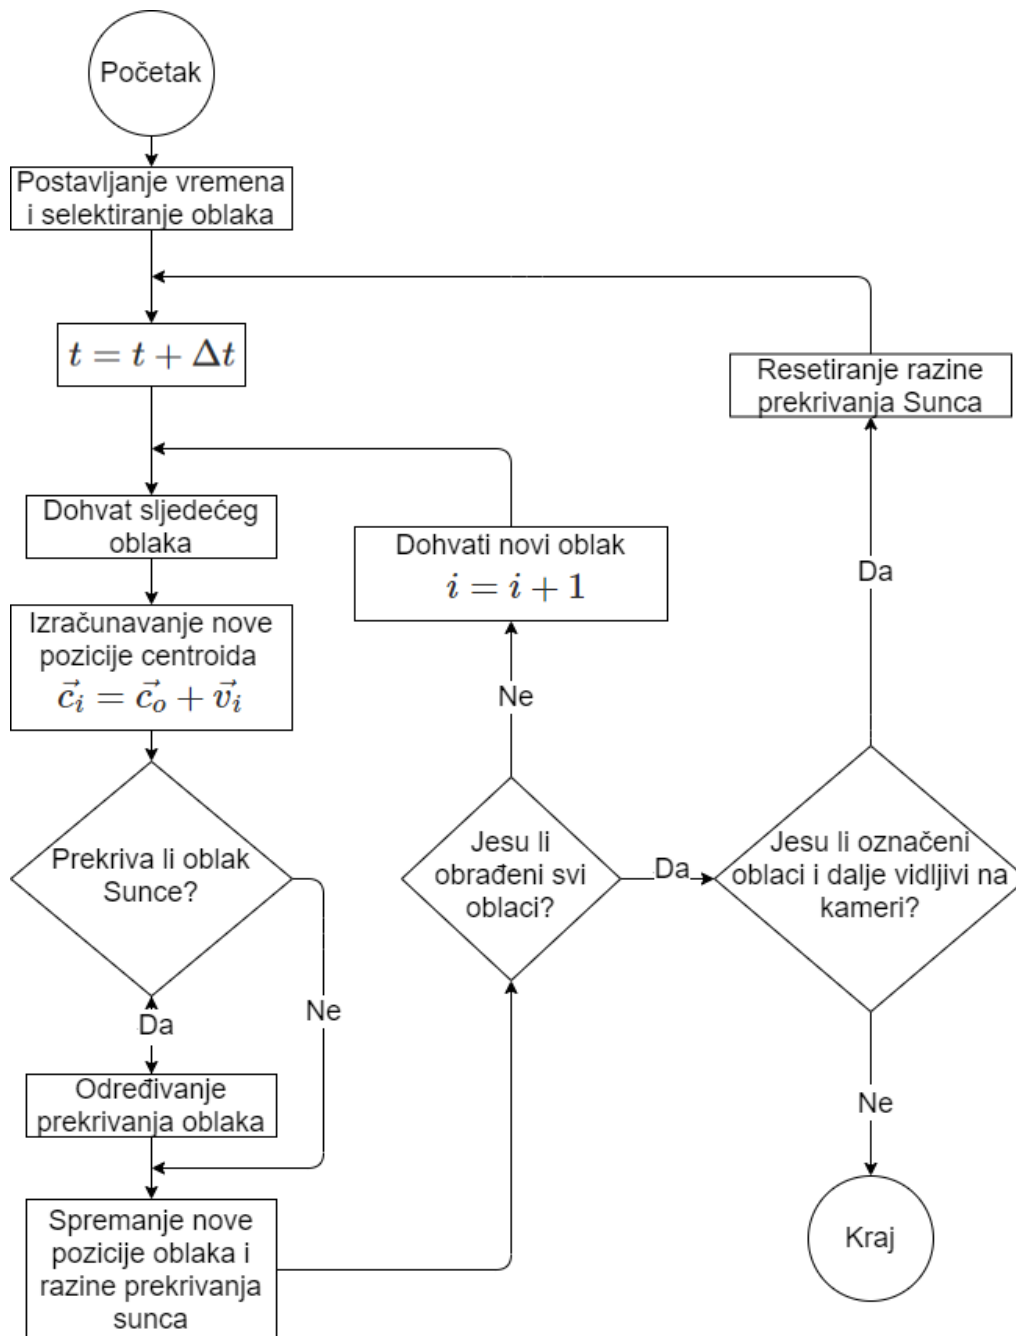 Početak
Postavljanje vremena
i selektiranje oblaka
t = t + Δt
Dohvat sljedećeg
oblaka
Izračunavanje nove
pozicije centroida
c⃗ᵢ = c⃗ₒ + v⃗ᵢ
Prekriva li oblak
Sunce?
Da
Ne
Određivanje
prekrivanja oblaka
Spremanje nove
pozicije oblaka i
razine prekrivanja
sunca
Dohvati novi oblak
i = i + 1
Ne
Jesu li
obrađeni svi
oblaci?
Da
Resetiranje razine
prekrivanja Sunca
Da
Jesu li označeni
oblaci i dalje vidljivi na
kameri?
Ne
Kraj